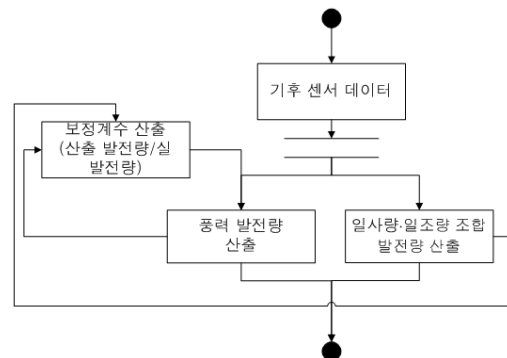 기후 센서 데이터
보정계수 산출
(산출 발전량/실
발전량)
풍력 발전량
산출
일사량·일조량 조합
발전량 산출